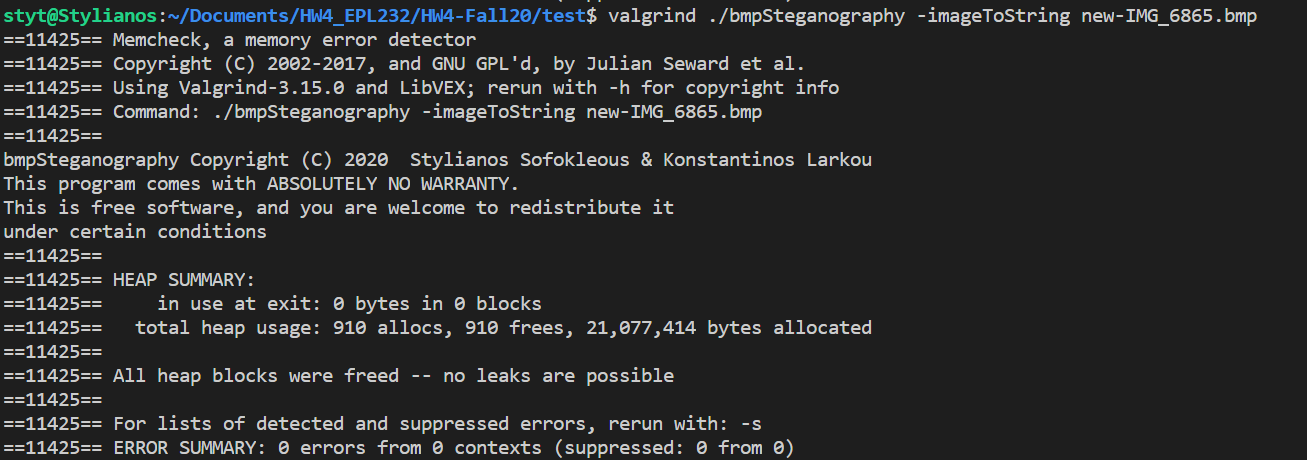 styt@Stylianos:~/Documents/HW4_EPL232/HW4-Fall20/test$ valgrind ./bmpSteganography -imageToString new-IMG_6865.bmp
==11425== Memcheck, a memory error detector
==11425== Copyright (C) 2002-2017, and GNU GPL'd, by Julian Seward et al.
==11425== Using Valgrind-3.15.0 and LibVEX; rerun with -h for copyright info
==11425== Command: ./bmpSteganography -imageToString new-IMG_6865.bmp
==11425==
bmpSteganography Copyright (C) 2020  Stylianos Sofokleous & Konstantinos Larkou
This program comes with ABSOLUTELY NO WARRANTY.
This is free software, and you are welcome to redistribute it
under certain conditions
==11425==
==11425== HEAP SUMMARY:
==11425==     in use at exit: 0 bytes in 0 blocks
==11425==   total heap usage: 910 allocs, 910 frees, 21,077,414 bytes allocated
==11425==
==11425== All heap blocks were freed -- no leaks are possible
==11425==
==11425== For lists of detected and suppressed errors, rerun with: -s
==11425== ERROR SUMMARY: 0 errors from 0 contexts (suppressed: 0 from 0)